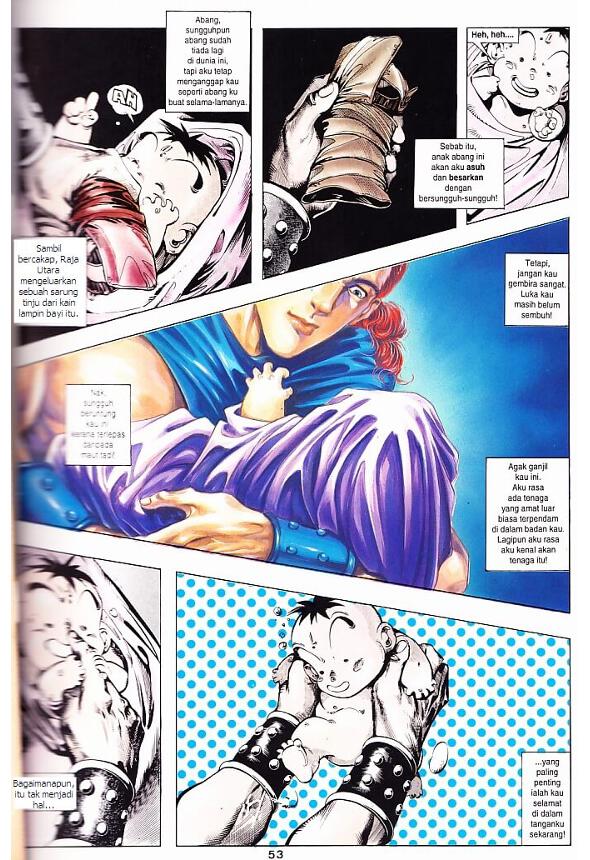 Abang,
sungguhpun
abang sudah
tiada lagi
di dunia ini,
tapi aku tetap
menganggap kau
seperti abang ku
buat selama-lamanya.
AH
Sambil
bercakap, Raja
Utara
mengeluarkan
sebuah sarung
tinju dari kain
lampin bayi itu.
Heh, heh....
Sebab itu,
anak abang ini
akan aku asuh
dan besarkan
dengan
bersungguh-sungguh!
Tetapi,
jangan kau
gembira sangat.
Luka kau
masih belum
sembuh!
Nak,
sungguh
beruntung
kau ini
kerana terlepas
daripada
maut tadi!
Agak ganjil
kau ini.
Aku rasa
ada tenaga
yang amat luar
biasa terpendam
di dalam badan kau.
Lagipun aku rasa
aku kenal akan
tenaga itu!
Bagaimanapun,
itu tak menjadi
hal...
...yang
paling
penting
ialah kau
selamat
di dalam
tanganku
sekarang!
53